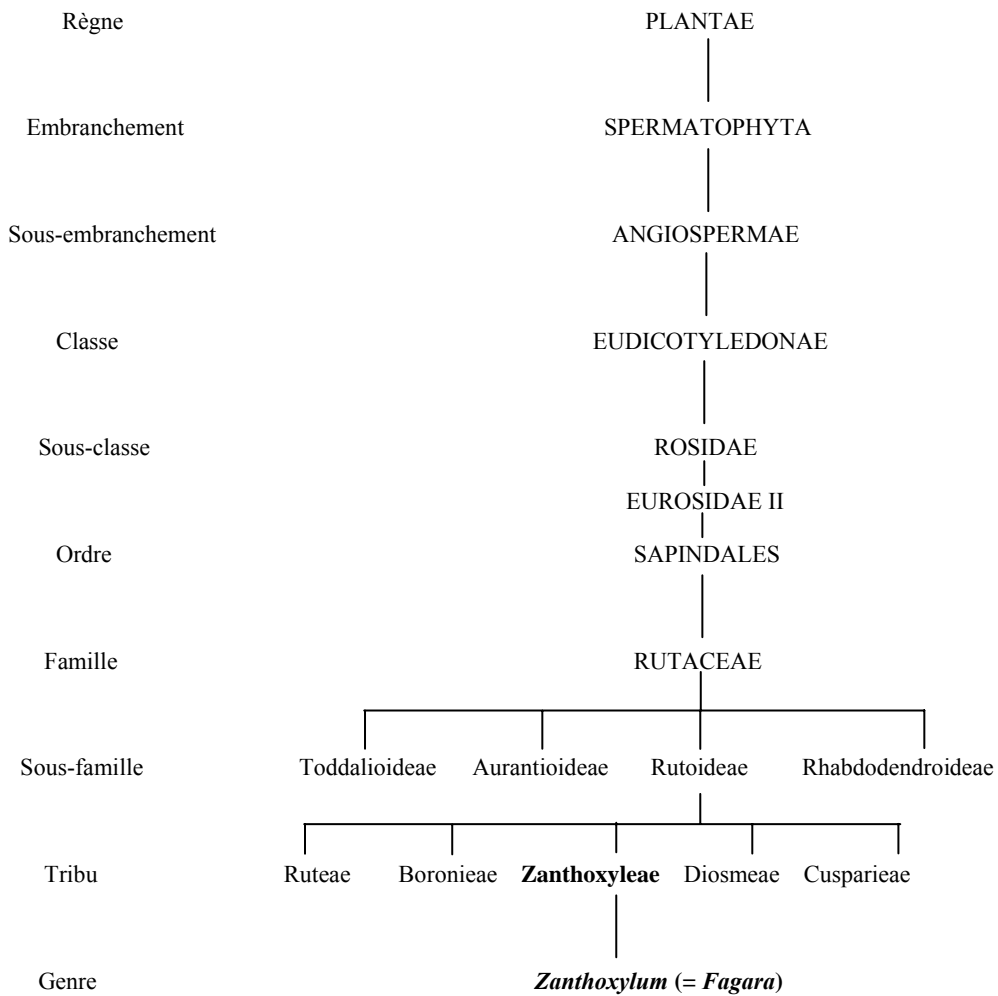 Règne PLANTAE
Embranchement SPERMATOPHYTA
Sous-embranchement ANGIOSPERMAE
Classe EUDICOTYLEDONAE
Sous-classe ROSIDAE
EUROSIDAE II
Ordre SAPINDALES
Famille RUTACEAE
Sous-famille Toddalioideae Aurantioideae Rutoideae Rhabdodendroideae
Tribu Ruteae Boronieae Zanthoxyleae Diosmeae Cusparieae
Genre Zanthoxylum (= Fagara)